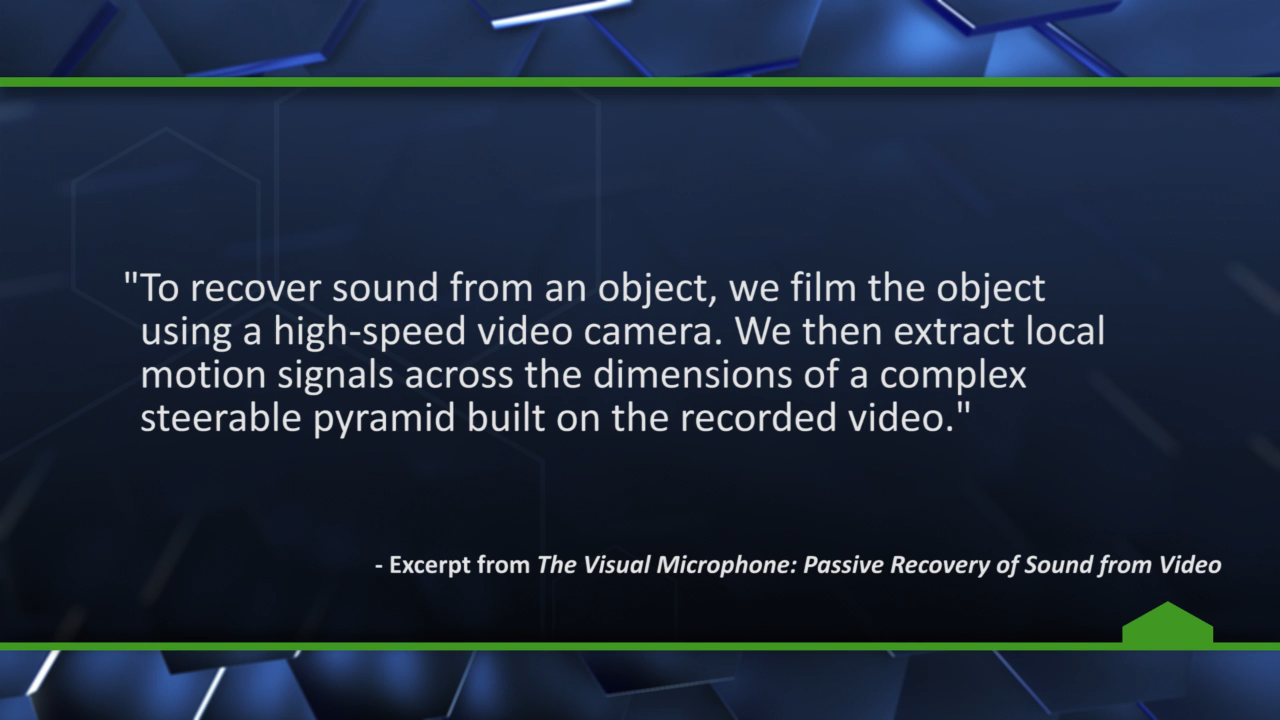 "To recover sound from an object, we film the object
using a high-speed video camera. We then extract local
motion signals across the dimensions of a complex
steerable pyramid built on the recorded video."
- Excerpt from The Visual Microphone: Passive Recovery of Sound from Video